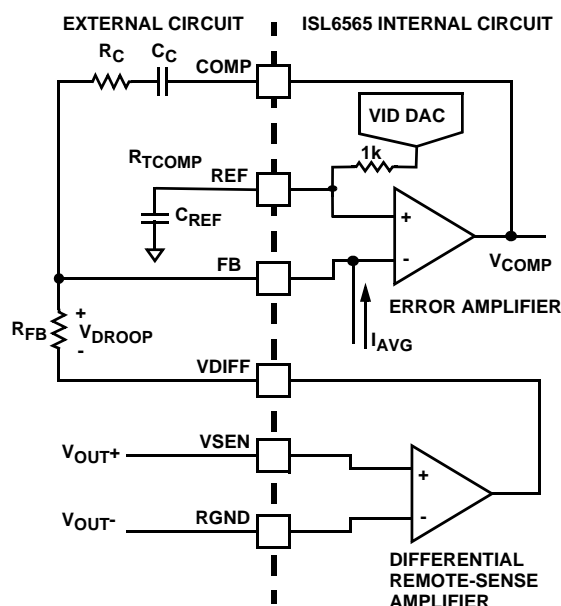 EXTERNAL CIRCUIT
ISL6565 INTERNAL CIRCUIT
RC
CC
COMP
VID DAC
1k
RTCOMP
REF
CREF
+
-
VCOMP
FB
ERROR AMPLIFIER
IAVG
RFB
+
VDROOP
-
VDIFF
VOUT+
VSEN
+
-
VOUT-
RGND
DIFFERENTIAL
REMOTE-SENSE
AMPLIFIER